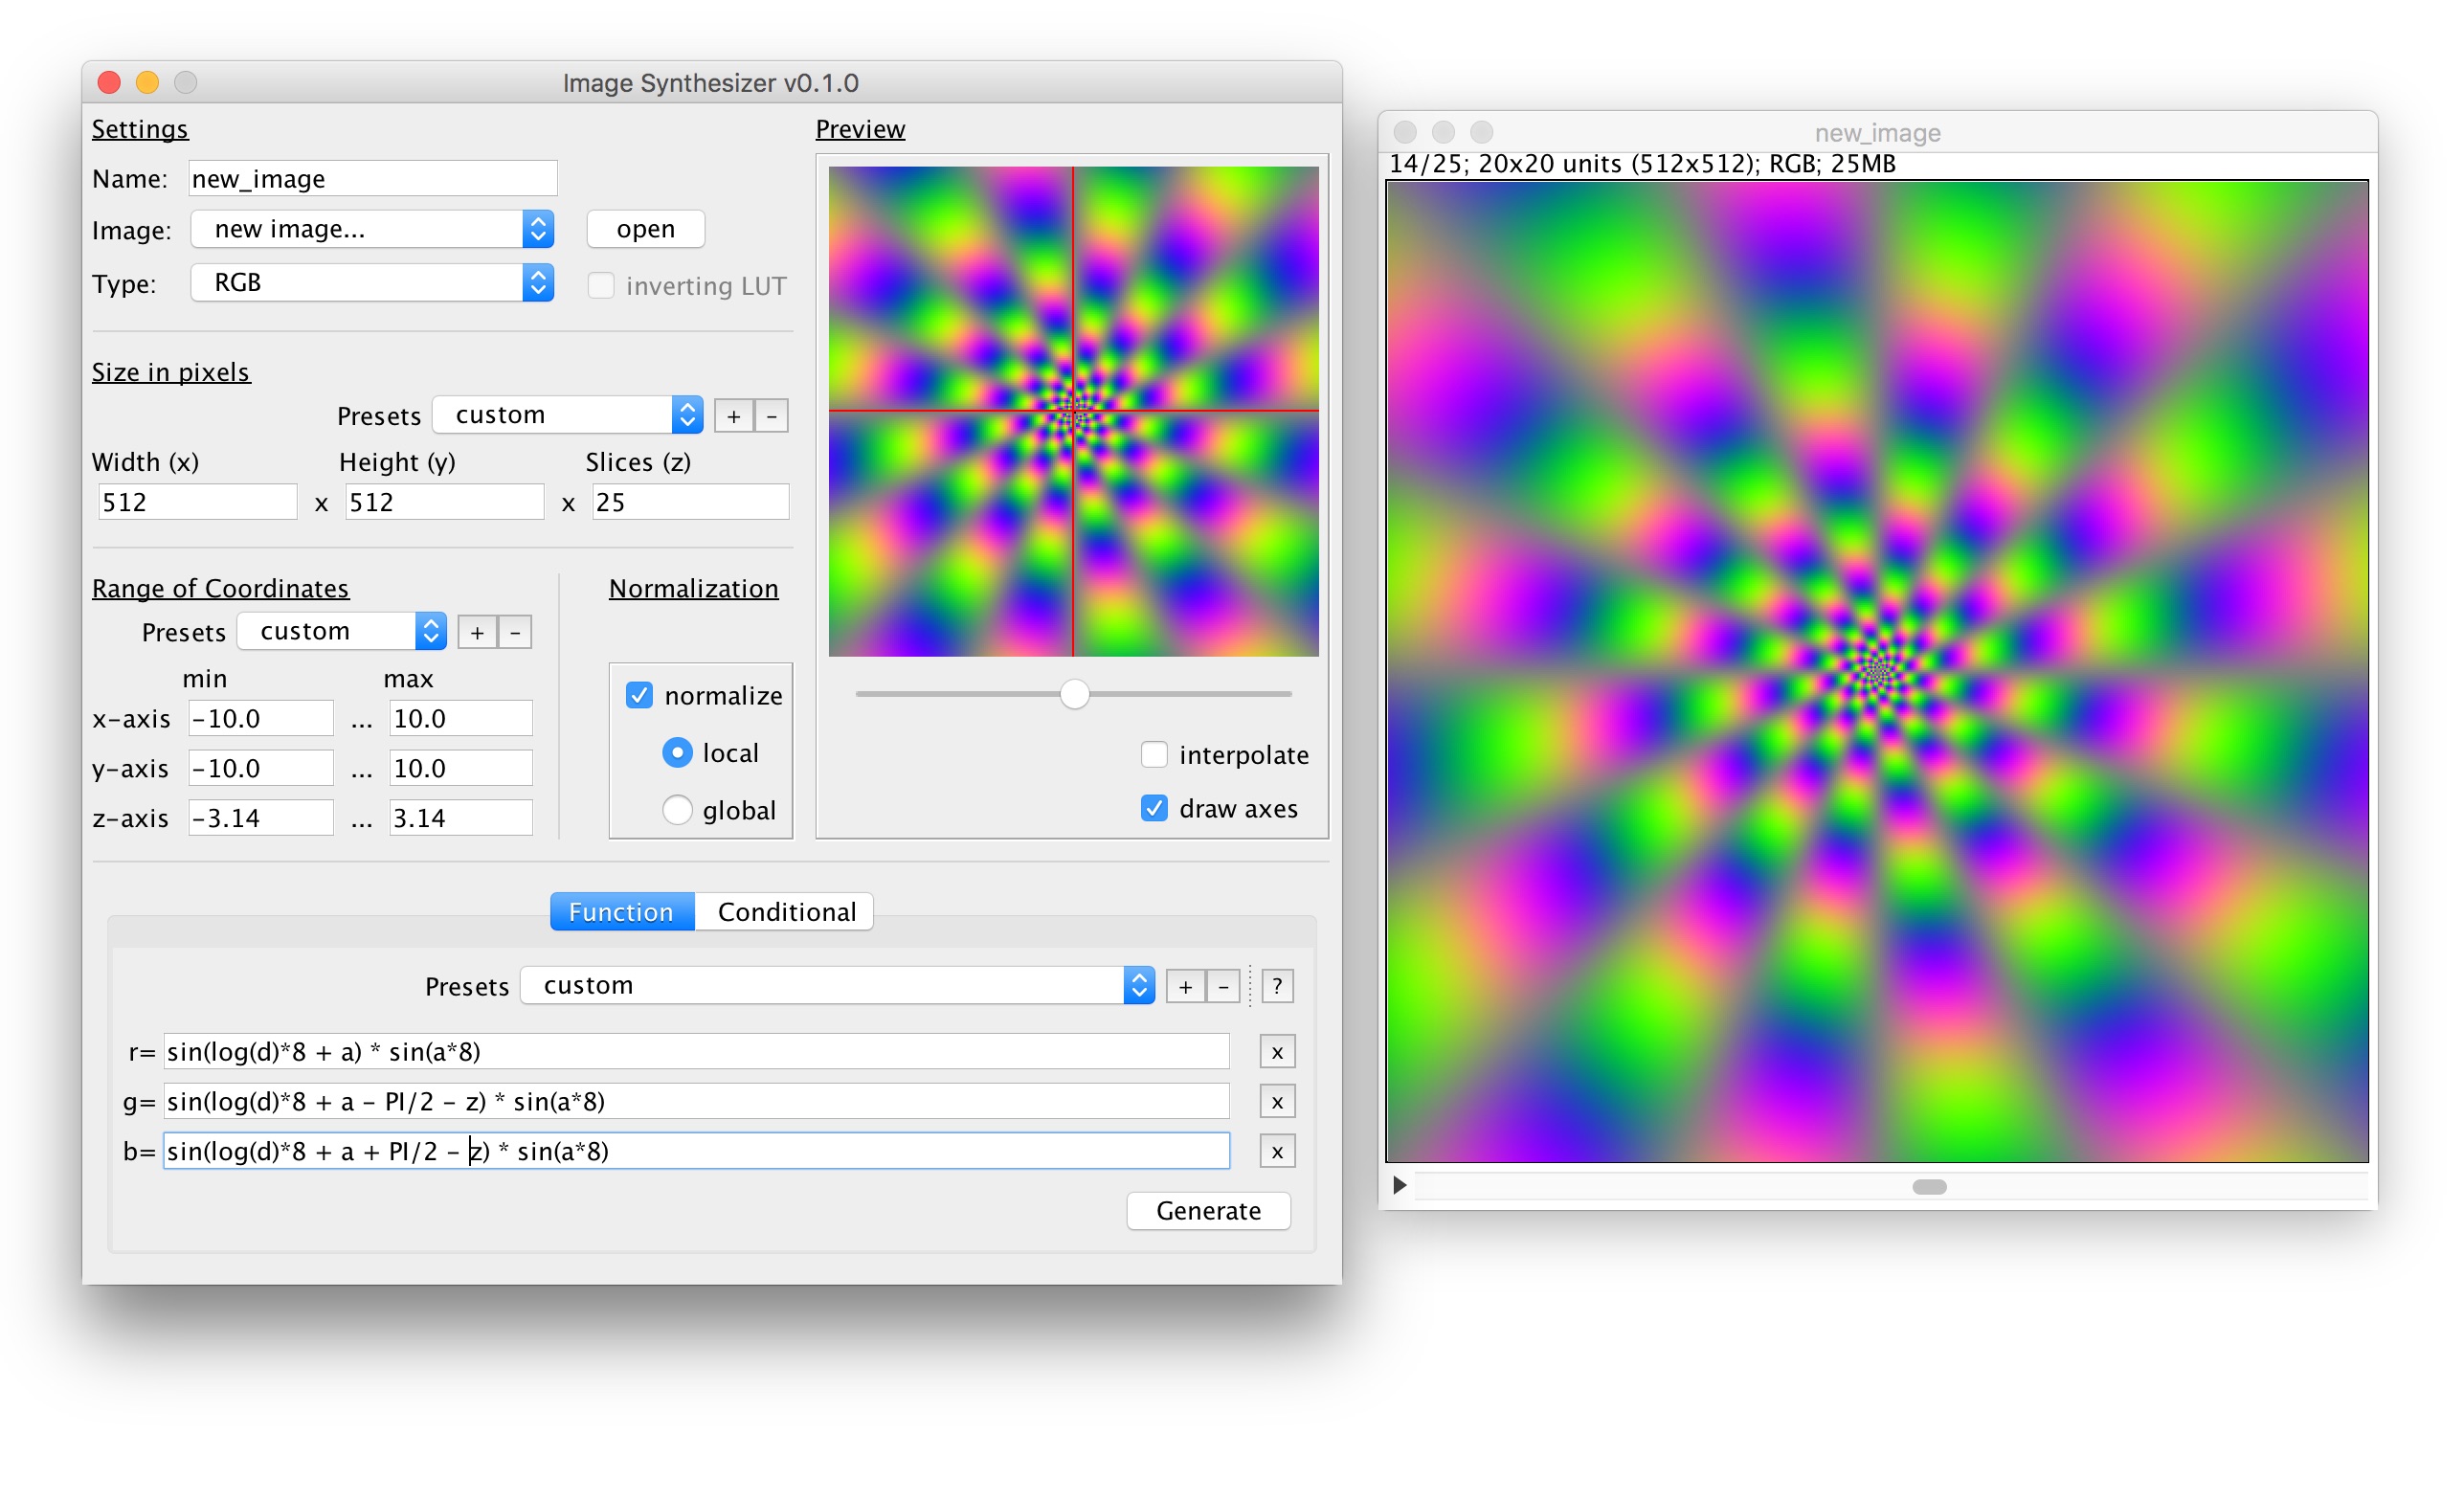 Image Synthesizer v0.1.0
Settings
Name: new_image
Image: new image... open
Type: RGB inverting LUT
Size in pixels
Presets custom + -
Width (x) Height (y) Slices (z)
512 x 512 x 25
Range of Coordinates
Presets custom + -
min max
x-axis -10.0 ... 10.0
y-axis -10.0 ... 10.0
z-axis -3.14 ... 3.14
Normalization
normalize
local
global
Preview
interpolate
draw axes
Function Conditional
Presets custom + - ?
r= sin(log(d)*8 + a) * sin(a*8) x
g= sin(log(d)*8 + a - PI/2 - z) * sin(a*8) x
b= sin(log(d)*8 + a + PI/2 - z) * sin(a*8) x
Generate
new_image
14/25; 20x20 units (512x512); RGB; 25MB